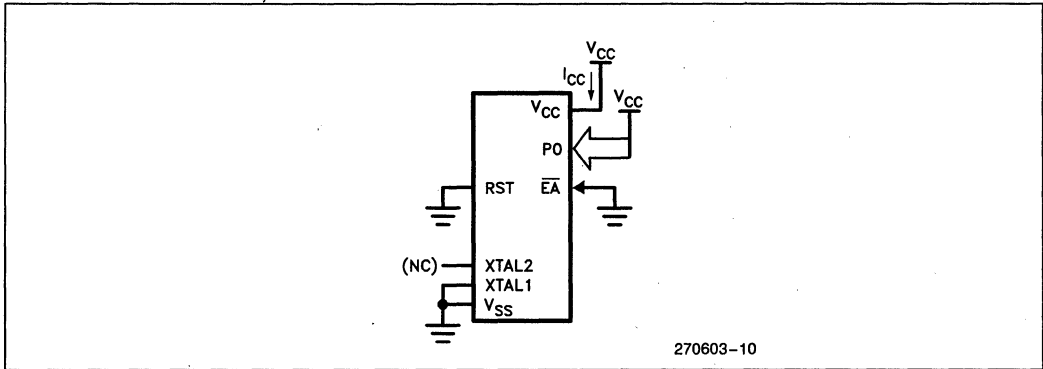 VCC
ICC
VCC
VCC
P0
RST
EA
(NC)
XTAL2
XTAL1
VSS
270603-10